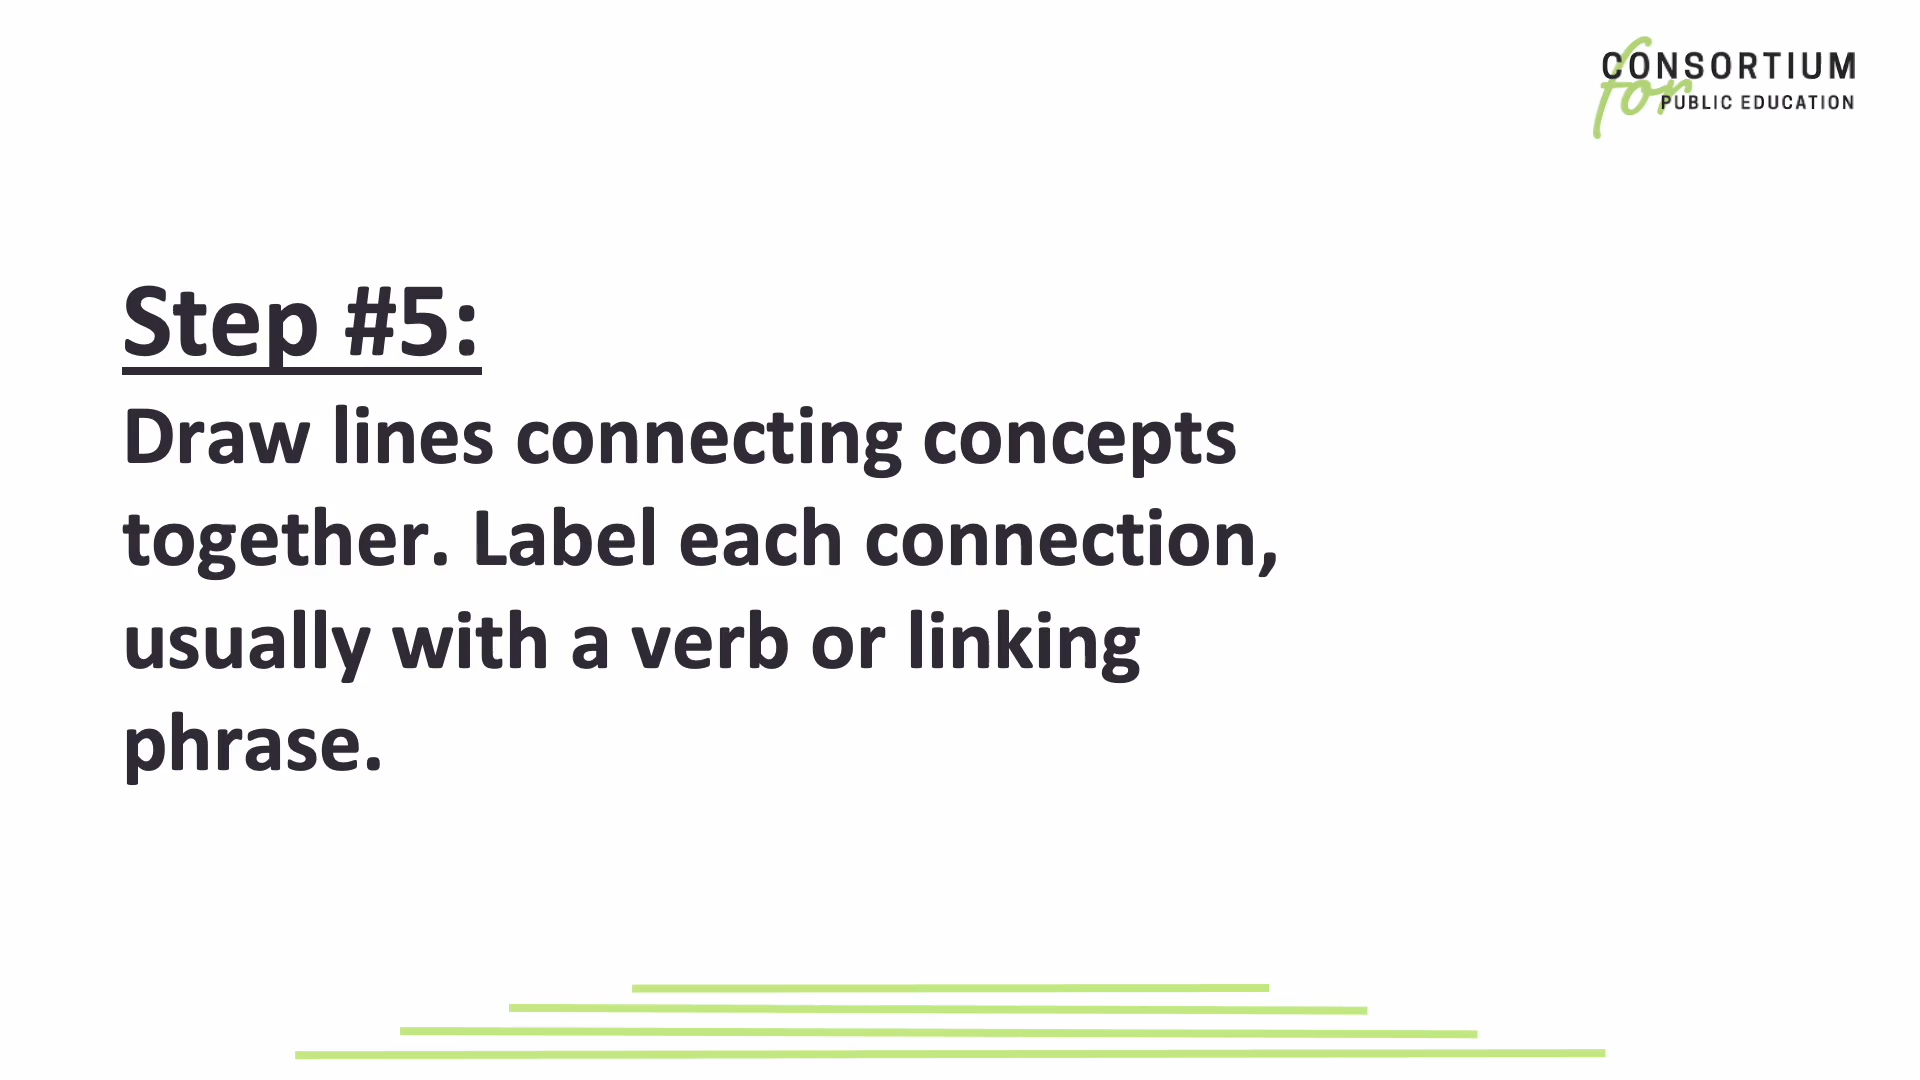 CONSORTIUM
for PUBLIC EDUCATION
Step #5:
Draw lines connecting concepts
together. Label each connection,
usually with a verb or linking
phrase.